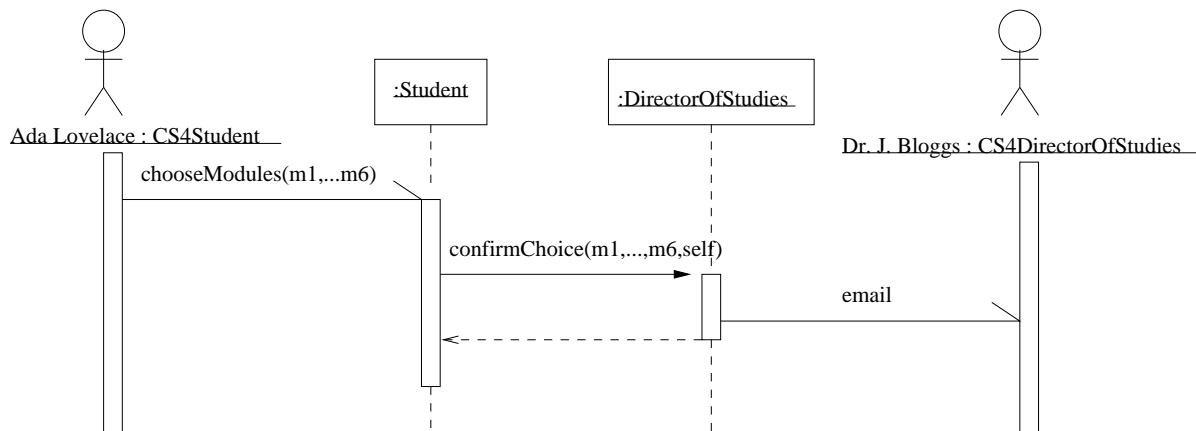 :Student
:DirectorOfStudies
Ada Lovelace : CS4Student
Dr. J. Bloggs : CS4DirectorOfStudies
chooseModules(m1,...m6)
confirmChoice(m1,...,m6,self)
email